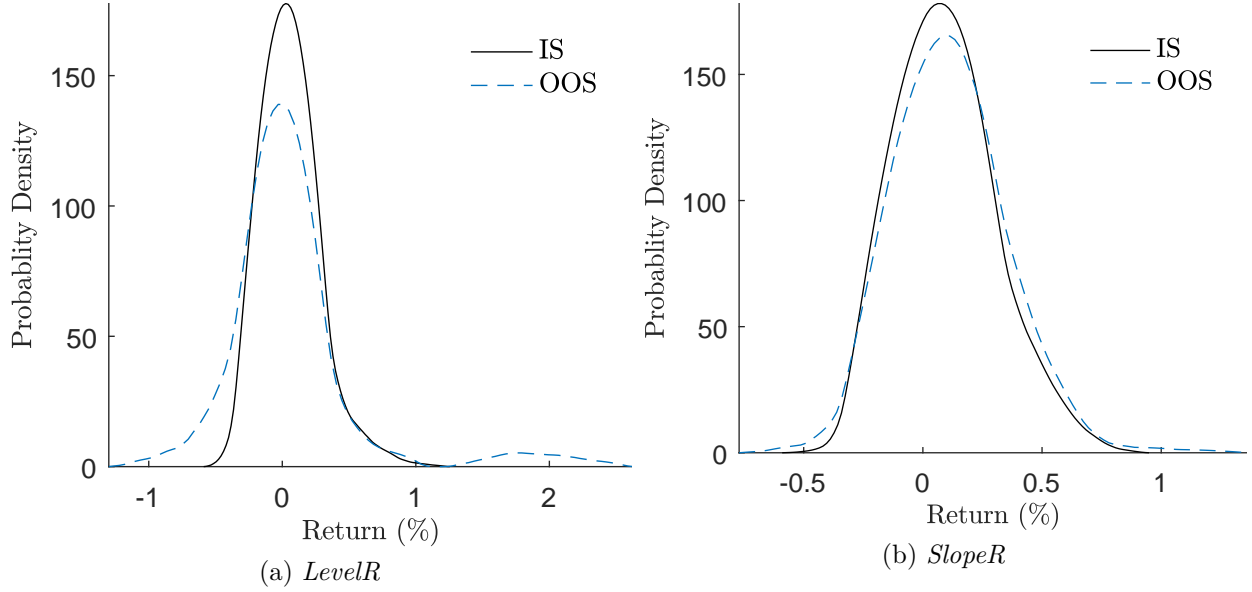 IS
OOS
150
100
50
0
Probablity Density
-1
0
1
2
Return (%)
(a) LevelR
IS
OOS
150
100
50
0
Probablity Density
-0.5
0
0.5
1
Return (%)
(b) SlopeR